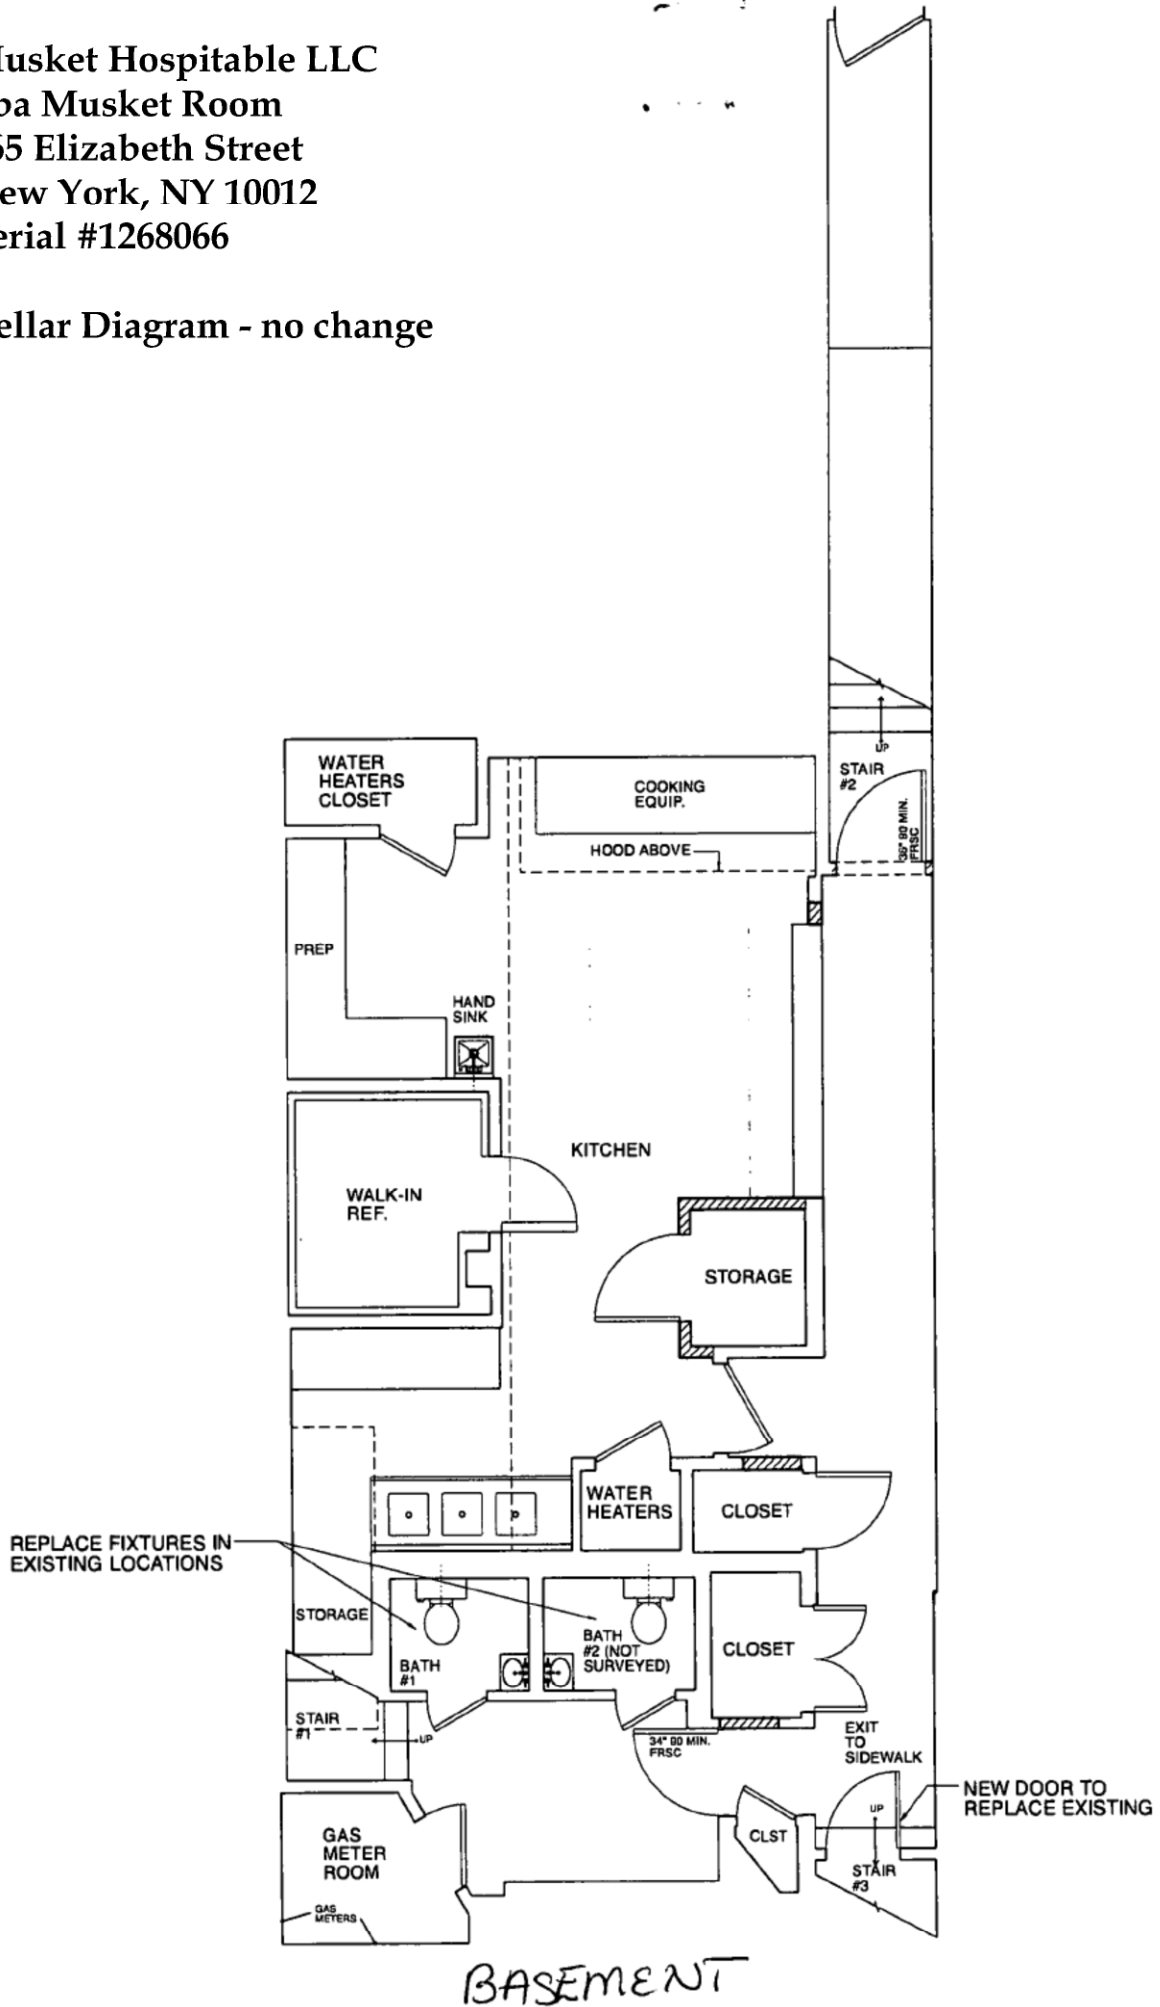 usket Hospitable LLC
ba Musket Room
65 Elizabeth Street
ew York, NY 10012
erial #1268066
ellar Diagram - no change
UP
STAIR
#2
36" 90 MIN.
FRSC
WATER
HEATERS
CLOSET
COOKING
EQUIP.
HOOD ABOVE
PREP
HAND
SINK
KITCHEN
WALK-IN
REF.
STORAGE
WATER
HEATERS
CLOSET
REPLACE FIXTURES IN
EXISTING LOCATIONS
STORAGE
BATH
#1
BATH
#2 (NOT
SURVEYED)
CLOSET
STAIR
#1
UP
34" 90 MIN.
FRSC
EXIT
TO
SIDEWALK
NEW DOOR TO
REPLACE EXISTING
UP
GAS
METER
ROOM
CLST
STAIR
#3
GAS
METERS
BASEMENT